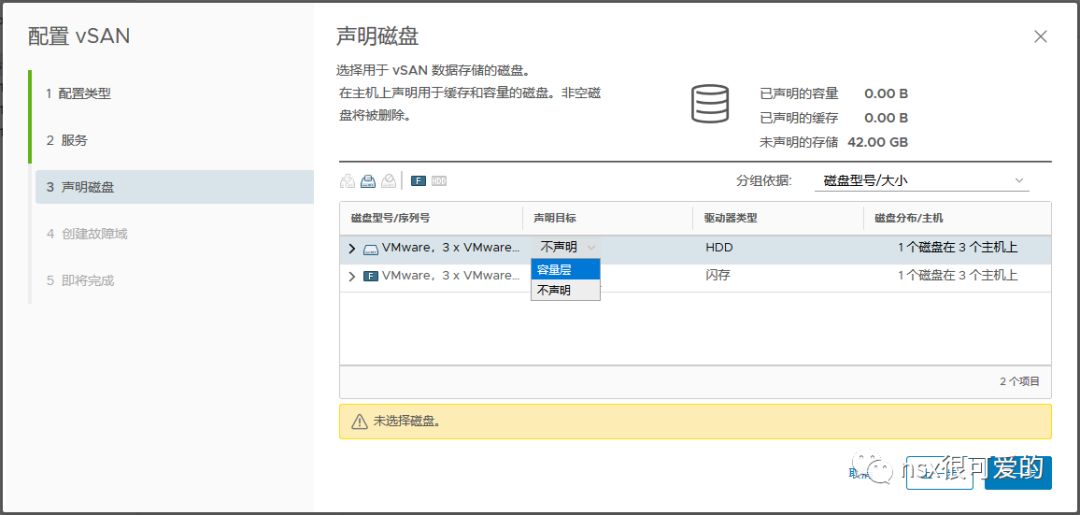 配置 vSAN
1 配置类型
2 服务
3 声明磁盘
4 创建故障域
5 即将完成
声明磁盘
选择用于 vSAN 数据存储的磁盘。
在主机上声明用于缓存和容量的磁盘。非空磁
盘将被删除。
已声明的容量 0.00 B
已声明的缓存 0.00 B
未声明的存储 42.00 GB
F HDD
分组依据: 磁盘型号/大小
磁盘型号/序列号 声明目标 驱动器类型 磁盘分布/主机
VMware，3 x VMware... 不声明 HDD 1 个磁盘在 3 个主机上
容量层
F VMware，3 x VMware... 闪存 1 个磁盘在 3 个主机上
不声明
2 个项目
未选择磁盘。
nsx很可爱的